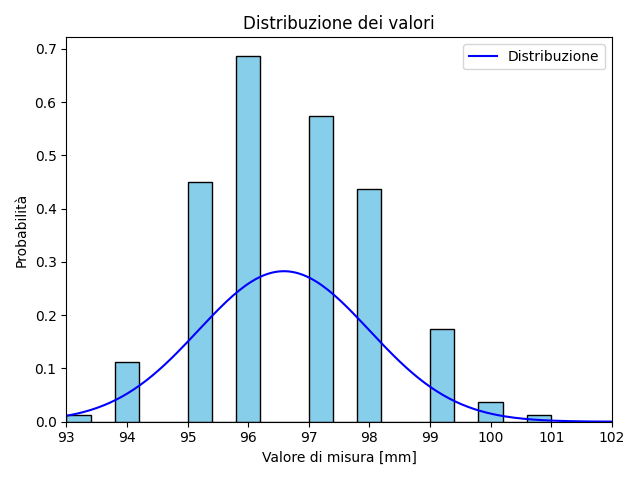 Distribuzione dei valori
Distribuzione
Probabilità
0.7
0.6
0.5
0.4
0.3
0.2
0.1
0.0
93 94 95 96 97 98 99 100 101 102
Valore di misura [mm]